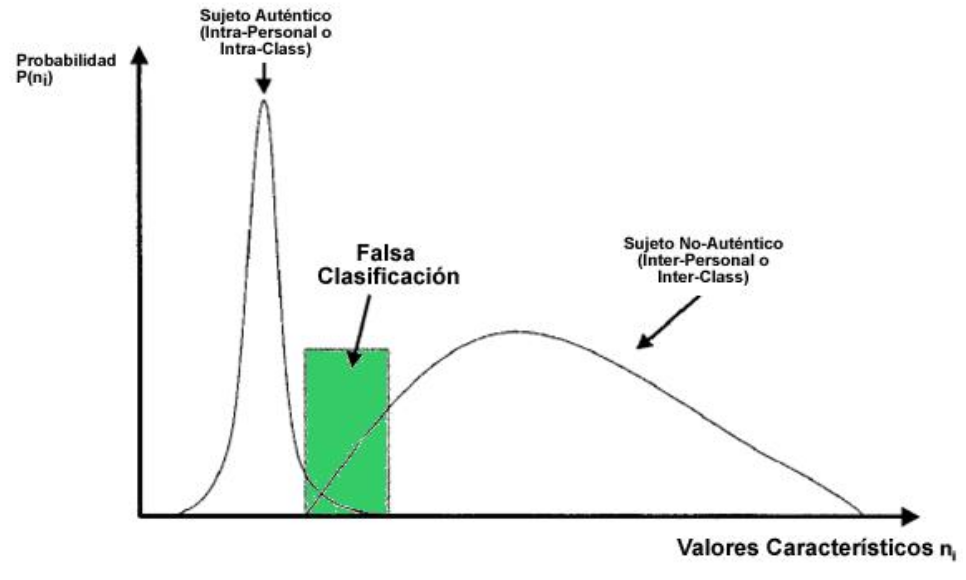 Sujeto Auténtico
(Intra-Personal o
Intra-Class)
Probabilidad
P(ni)
Falsa
Clasificación
Sujeto No-Auténtico
(Inter-Personal o
Inter-Class)
Valores Característicos ni